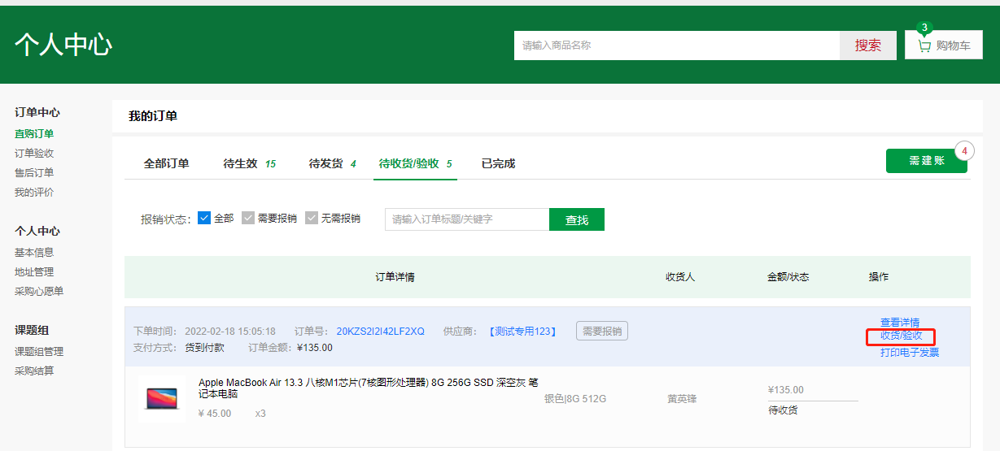 个人中心
请输入商品名称
搜索
3
购物车
订单中心
直购订单
订单验收
售后订单
我的评价
个人中心
基本信息
地址管理
采购心愿单
课题组
课题组管理
采购结算
我的订单
全部订单 待生效 15 待发货 4 待收货/验收 5 已完成
需建账 4
报销状态: 全部 需要报销 无需报销 请输入订单标题/关键字 查找
订单详情 收货人 金额/状态 操作
下单时间: 2022-02-18 15:05:18 订单号: 20KZS2I2I42LF2XQ 供应商: 【测试专用123】 需要报销
支付方式: 货到付款 订单金额: ¥135.00
查看详情
收货/验收
打印电子发票
Apple MacBook Air 13.3 八核M1芯片(7核图形处理器) 8G 256G SSD 深空灰 笔
记本电脑
¥ 45.00 x3
银色|8G 512G
黄英锋
¥135.00
待收货